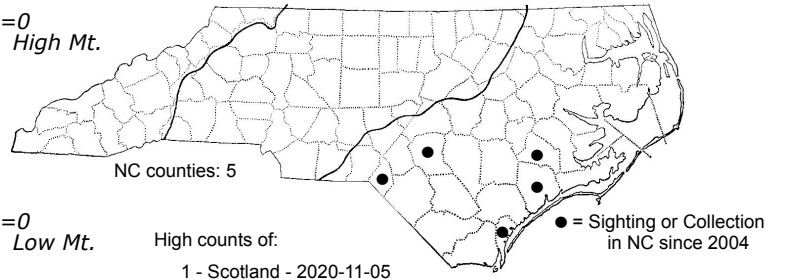 =0
High Mt.
NC counties: 5
=0
Low Mt.
High counts of:
1 - Scotland - 2020-11-05
● = Sighting or Collection
in NC since 2004